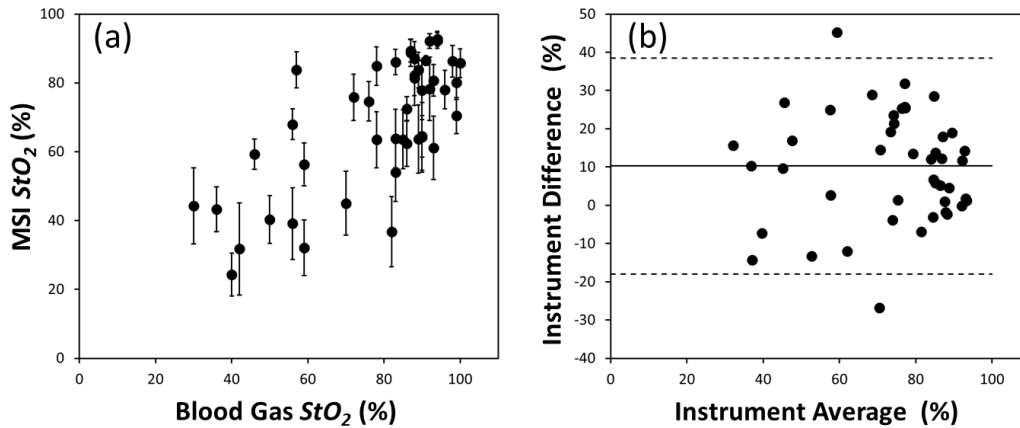 (a)
MSI StO2 (%)
100
80
60
40
20
0
0 20 40 60 80 100
Blood Gas StO2 (%)
(b)
Instrument Difference (%)
50
40
30
20
10
0
-10
-20
-30
-40
0 20 40 60 80 100
Instrument Average (%)